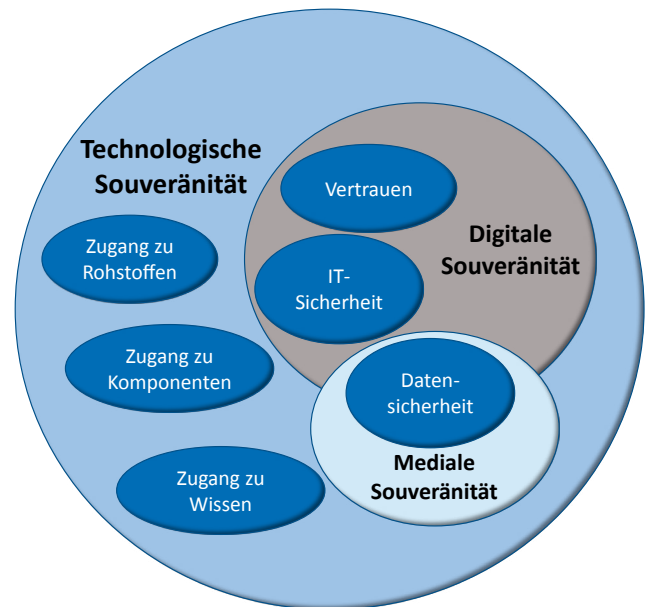 Technologische
Souveränität
Vertrauen
Digitale
Souveränität
Zugang zu
Rohstoffen
IT-
Sicherheit
Zugang zu
Komponenten
Daten-
sicherheit
Mediale
Souveränität
Zugang zu
Wissen